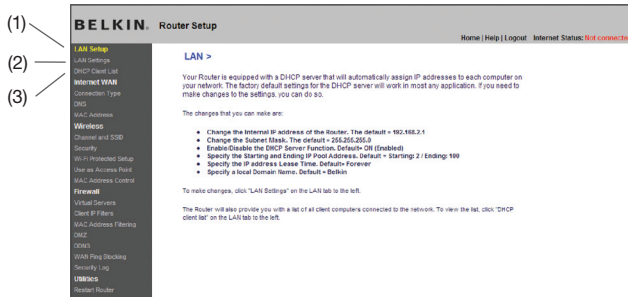 (1)
(2)
(3)
BELKIN. Router Setup
Home | Help | Logout Internet Status: Not connected
LAN Setup
LAN Settings
DHCP Client List
Internet WAN
Connection Type
DNS
MAC Address
Wireless
Channel and SSID
Security
Wi-Fi Protected Setup
Use as Access Point
MAC Address Control
Firewall
Virtual Servers
Client IP Filters
MAC Address Filtering
DMZ
DDNS
WAN Ping Blocking
Security Log
Utilities
Restart Router
LAN >
Your Router is equipped with a DHCP server that will automatically assign IP addresses to each computer on
your network. The factory default settings for the DHCP server will work in most any application. If you need to
make changes to the settings, you can do so.
The changes that you can make are:
● Change the Internal IP address of the Router. The default = 192.168.2.1
● Change the Subnet Mask. The default = 255.255.255.0
● Enable/Disable the DHCP Server Function. Default= ON (Enabled)
● Specify the Starting and Ending IP Pool Address. Default = Starting: 2 / Ending: 100
● Specify the IP address Lease Time. Default= Forever
● Specify a local Domain Name. Default = Belkin
To make changes, click "LAN Settings" on the LAN tab to the left.
The Router will also provide you with a list of all client computers connected to the network. To view the list, click "DHCP
client list" on the LAN tab to the left.